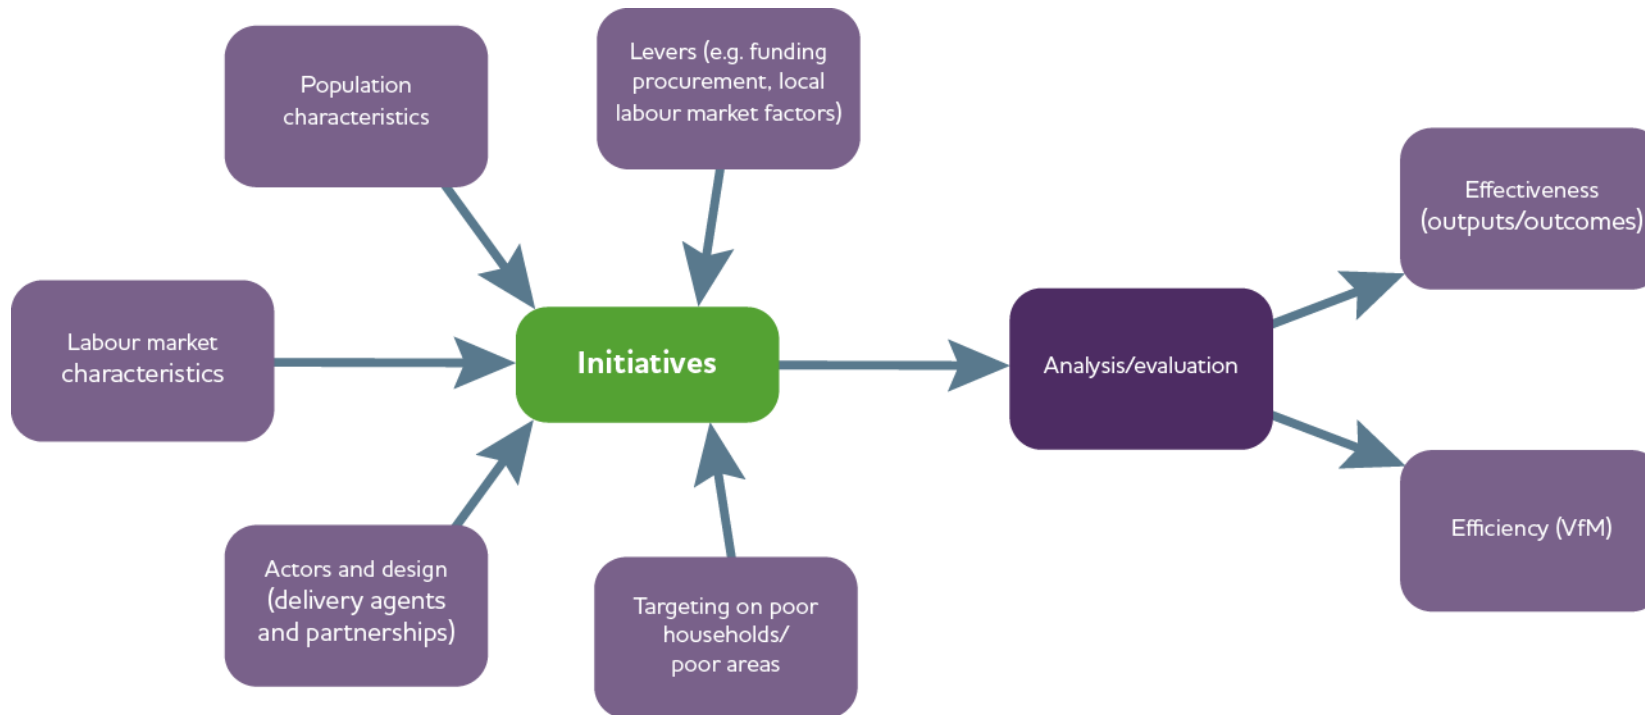 Population
characteristics
Levers (e.g. funding
procurement, local
labour market factors)
Effectiveness
(outputs/outcomes)
Labour market
characteristics
Initiatives
Analysis/evaluation
Actors and design
(delivery agents
and partnerships)
Targeting on poor
households/
poor areas
Efficiency (VfM)